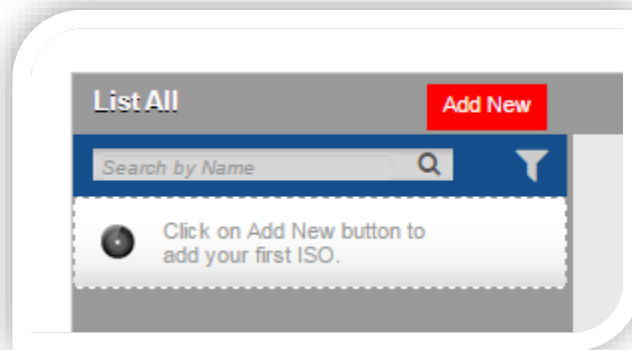 List All
Add New
Search by Name
Click on Add New button to
add your first ISO.